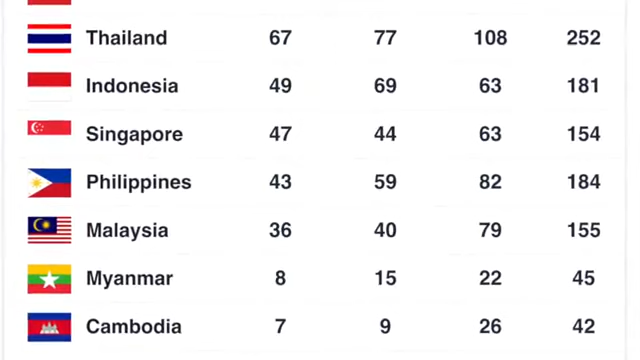 Thailand 67 77 108 252
Indonesia 49 69 63 181
Singapore 47 44 63 154
Philippines 43 59 82 184
Malaysia 36 40 79 155
Myanmar 8 15 22 45
Cambodia 7 9 26 42